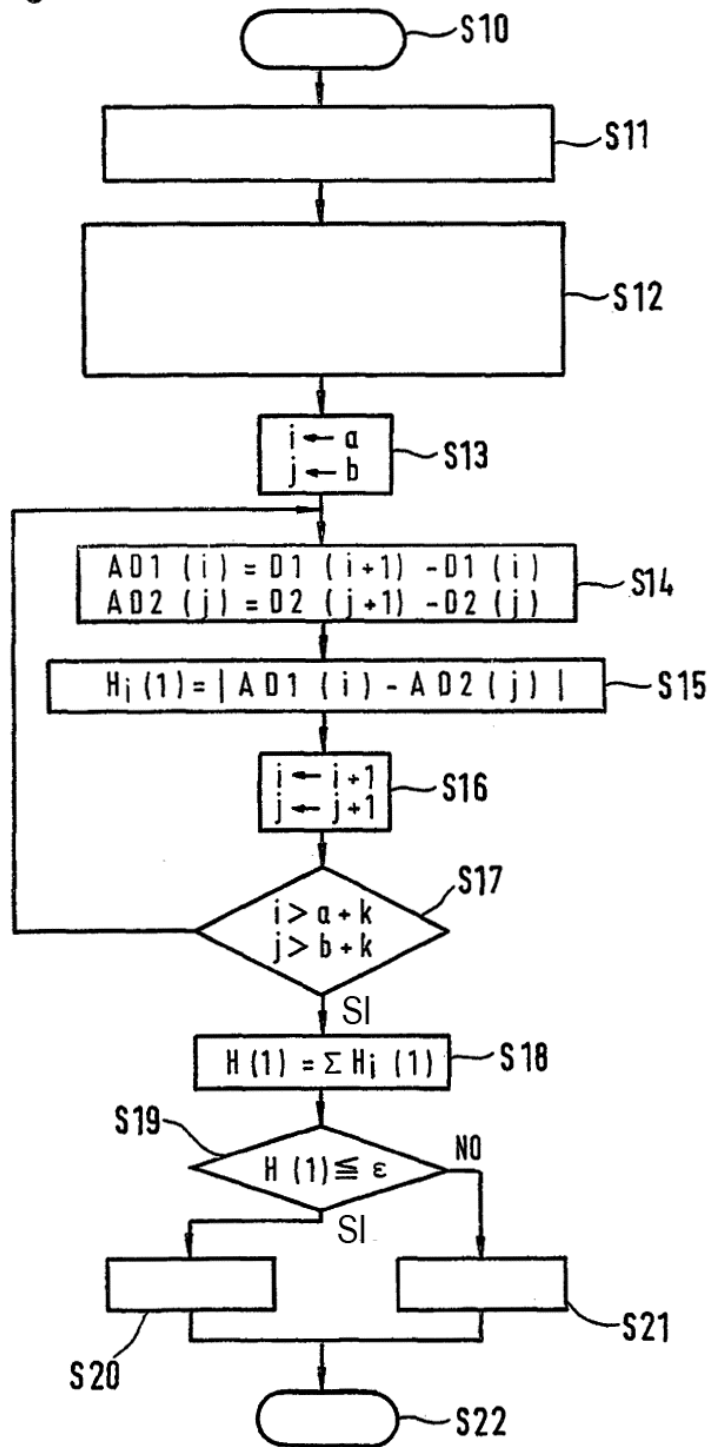 S10
S11
S12
i ← a
j ← b
S13
AD1 (i) = D1 (i+1) -D1 (i)
AD2 (j) = D2 (j+1) -D2 (j)
S14
Hi (1) = | AD1 (i) - AD2 (j) |
S15
i ← j+1
j ← j+1
S16
S17
i > a + k
j > b + k
SI
H (1) = Σ Hi (1)
S18
S19
H (1) ≦ ε
NO
SI
S20
S21
S22